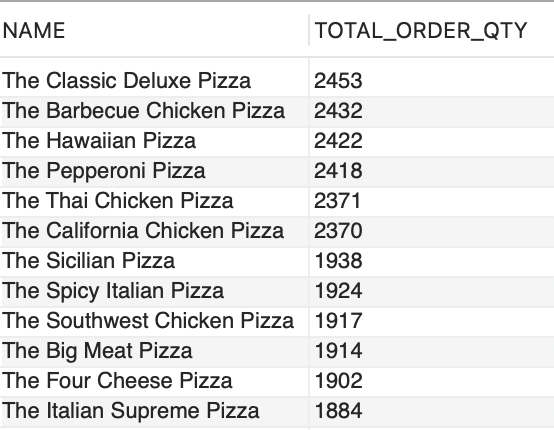 NAME TOTAL_ORDER_QTY
The Classic Deluxe Pizza 2453
The Barbecue Chicken Pizza 2432
The Hawaiian Pizza 2422
The Pepperoni Pizza 2418
The Thai Chicken Pizza 2371
The California Chicken Pizza 2370
The Sicilian Pizza 1938
The Spicy Italian Pizza 1924
The Southwest Chicken Pizza 1917
The Big Meat Pizza 1914
The Four Cheese Pizza 1902
The Italian Supreme Pizza 1884